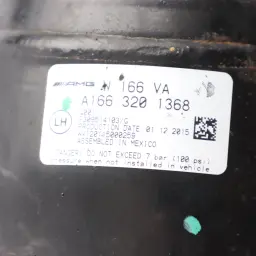 AMG W 166 VA
A166 320 1368
LH
PRODUCTION DATE 01.12.2015
ASSEMBLED IN MEXICO
DANGER! DO NOT EXCEED 7 bar (100 psi)
pressure when not installed in vehicle